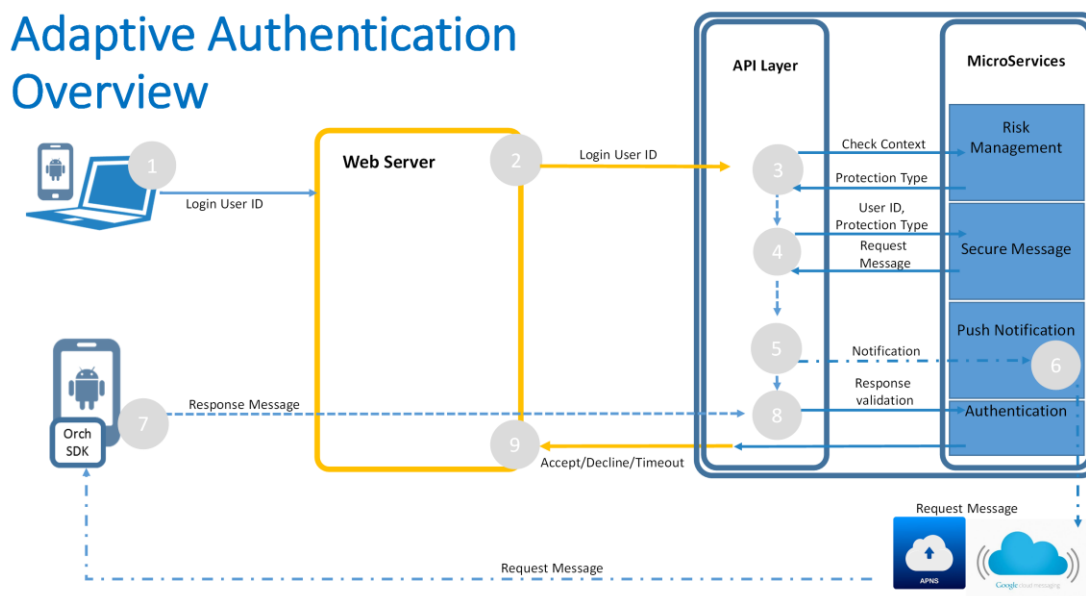 Adaptive Authentication
Overview
API Layer
MicroServices
1
Login User ID
Web Server
2
Login User ID
3
Check Context
Protection Type
Risk
Management
4
User ID,
Protection Type
Request
Message
Secure Message
5
Notification
Push Notification
6
Orch
SDK
7
Response Message
8
Response
validation
Authentication
9
Accept/Decline/Timeout
Request Message
APNS
Google cloud messaging
Request Message